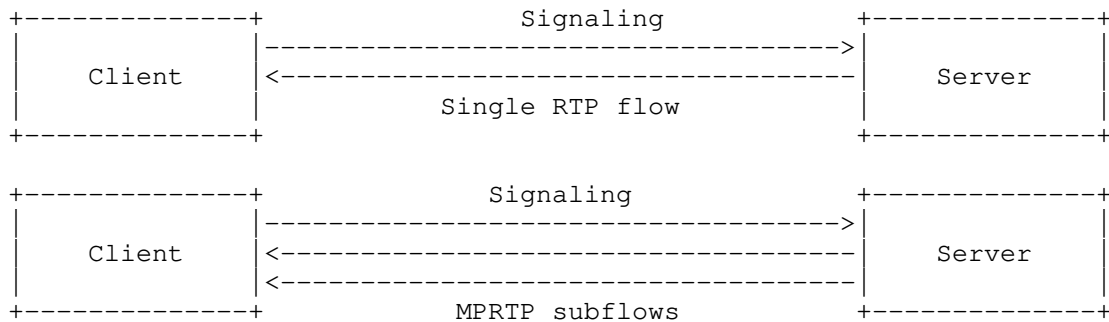 Signaling
Client Server
Single RTP flow
Signaling
Client Server
MPRTP subflows